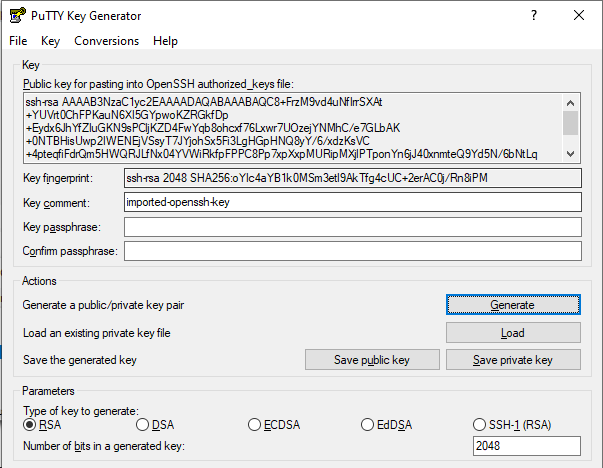 PuTTY Key Generator
File Key Conversions Help
Key
Public key for pasting into OpenSSH authorized_keys file:
ssh-rsa AAAAB3NzaC1yc2EAAAADAQABAAABAQC8+FrzM9vd4uNflrrSXAt
+YUVrt0ChFPKauN6Xl5GYpwoKZRGkfDp
+Eydx6JhYfZluGKN9sPCljKZD4FwYqb8ohcxf76Lxwr7UOzejYNMhC/e7GLbAK
+0NTBHisUwp2IWENEjVSsyT7JYjohSx5Fi3LgHGpHNQ8yY/6/xdzKsVC
+4pteqfiFdrQm5HWQRJLfNx04YVWiRkfpFPPC8Pp7xpXxpMURipMXjlPTponYn6jJ40xnmteQ9Yd5N/6bNtLq
Key fingerprint: ssh-rsa 2048 SHA256:oYlc4aYB1k0MSm3etl9AkTfg4cUC+2erAC0j/Rn8iPM
Key comment: imported-openssh-key
Key passphrase:
Confirm passphrase:
Actions
Generate a public/private key pair Generate
Load an existing private key file Load
Save the generated key Save public key Save private key
Parameters
Type of key to generate:
RSA DSA ECDSA EdDSA SSH-1 (RSA)
Number of bits in a generated key: 2048